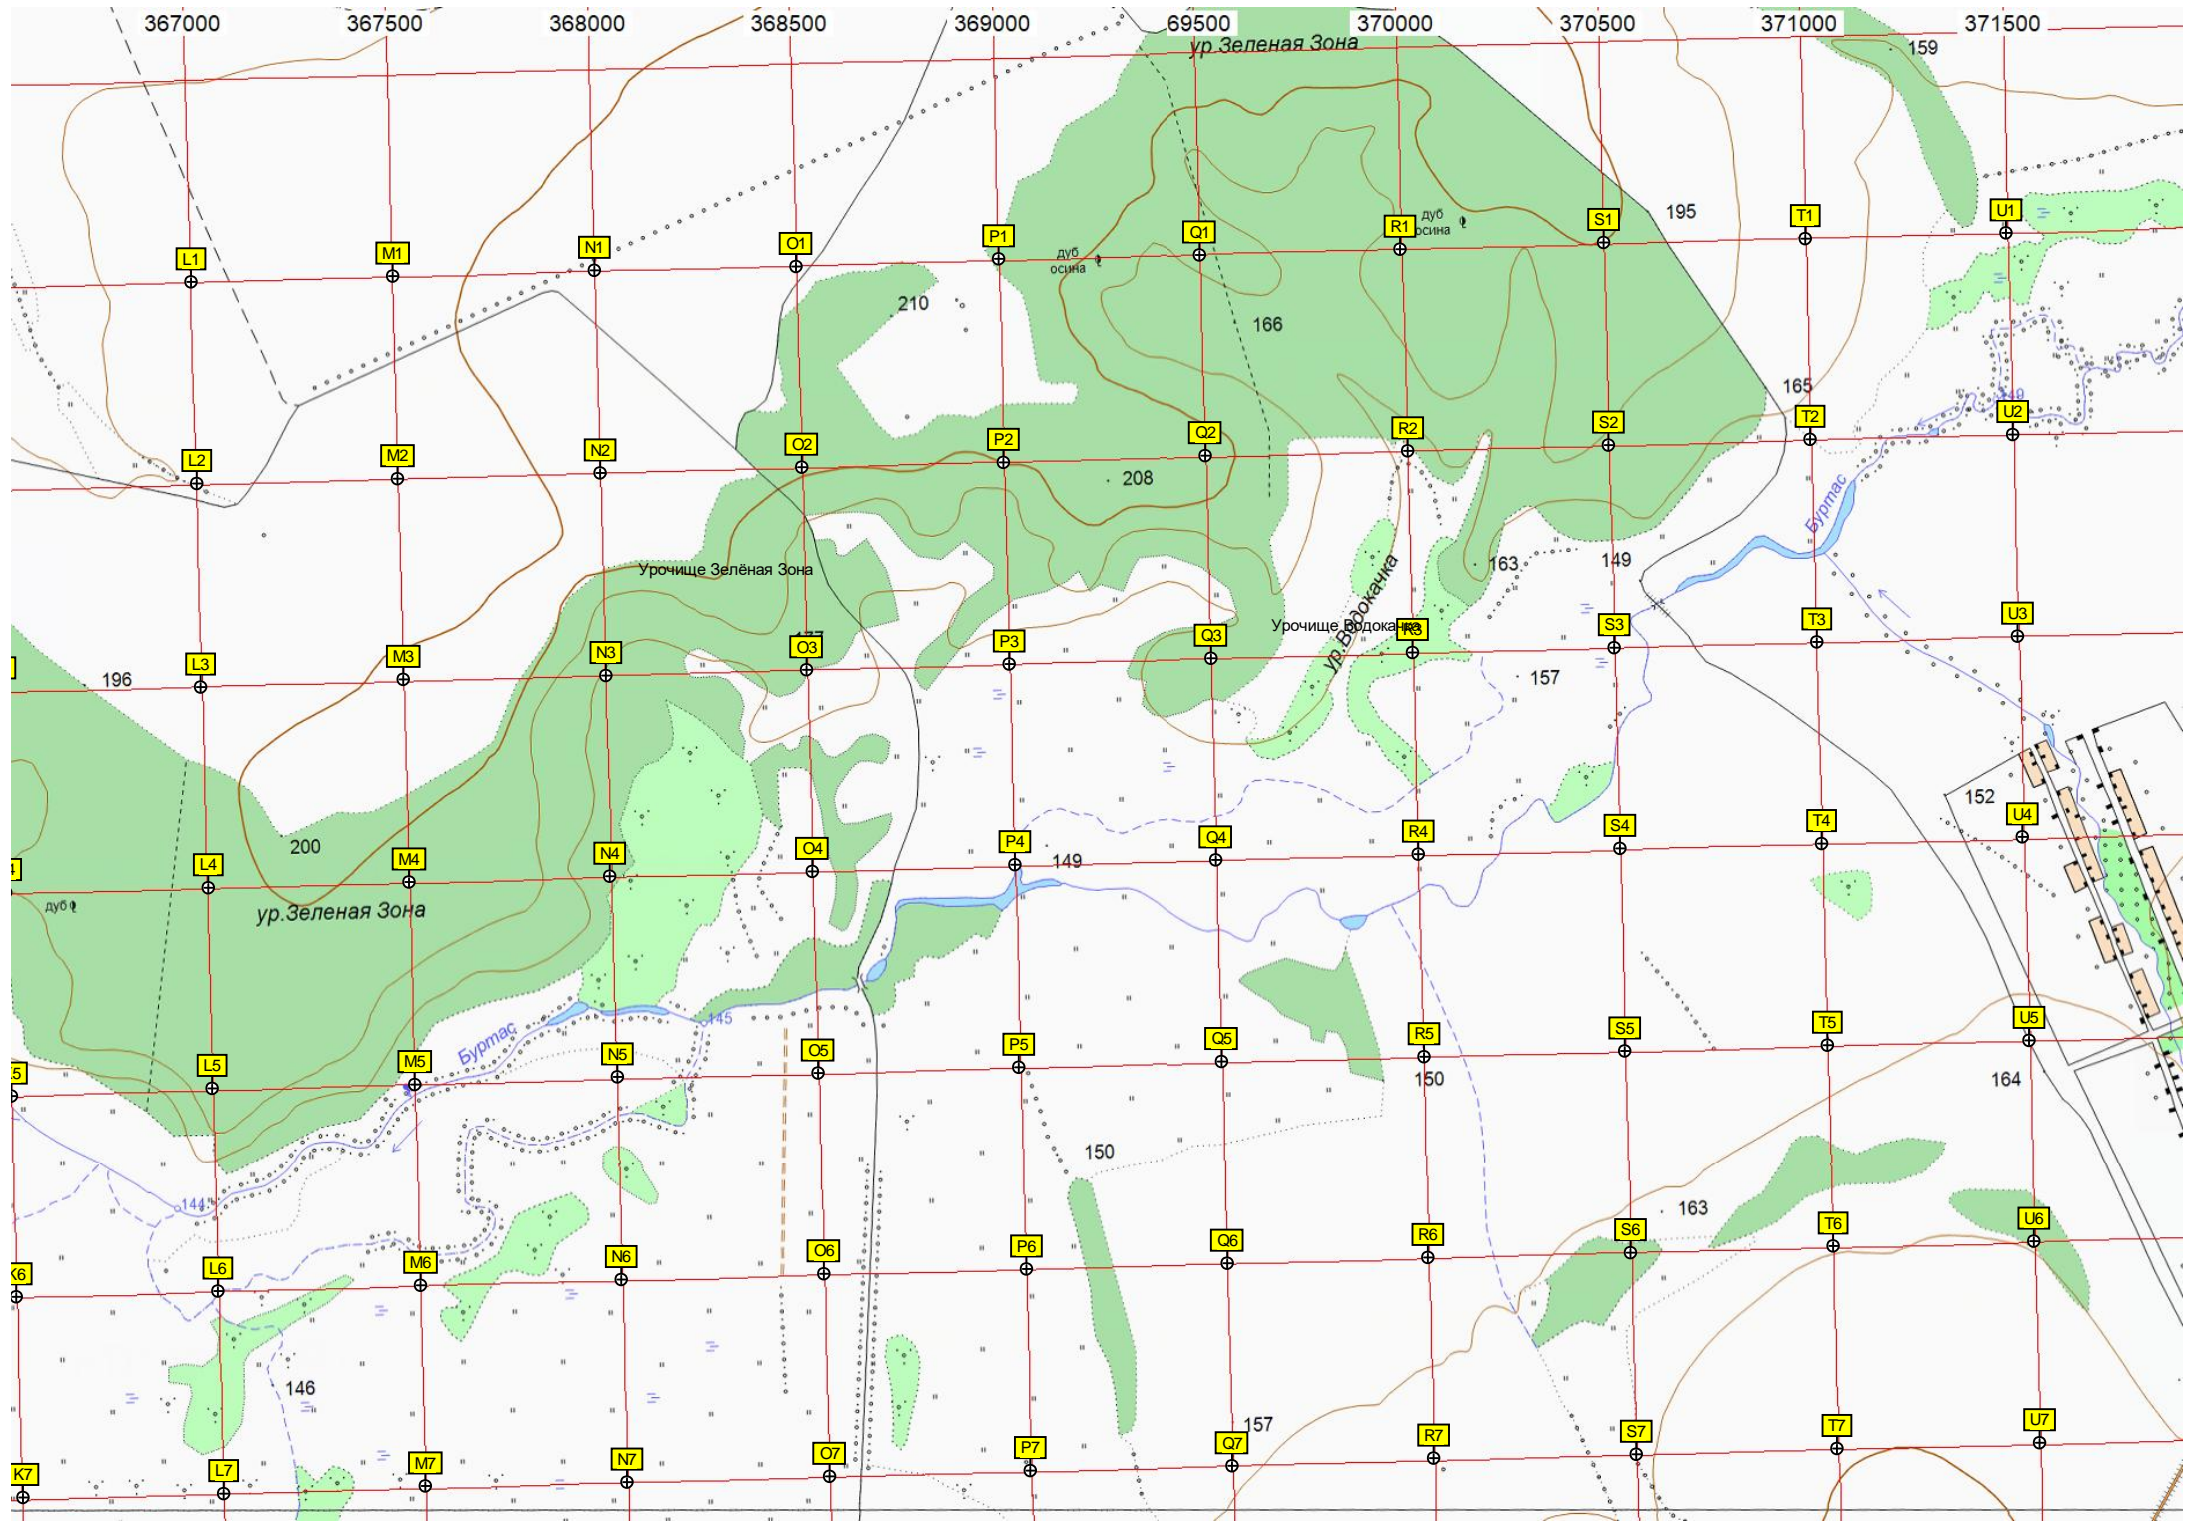 367000 367500 368000 368500 369000 69500 370000 370500 371000 371500
ур.Зеленая Зона
159
дуб
осина
195
L1 M1 N1 O1 P1 Q1 R1 S1 T1 U1
дуб
осина
210
166
165
L2 M2 N2 O2 P2 Q2 R2 S2 T2 U2
208
Буртас
163
149
Урочище Зелёная Зона
ур.Водокачка
Урочище Водокачка
L3 M3 N3 O3 P3 Q3 R3 S3 T3 U3
196
157
152
200
149
L4 M4 N4 O4 P4 Q4 R4 S4 T4 U4
дуб
ур.Зеленая Зона
145
Буртас
L5 M5 N5 O5 P5 Q5 R5 S5 T5 U5
150
164
150
144
163
K6 L6 M6 N6 O6 P6 Q6 R6 S6 T6 U6
146
157
K7 L7 M7 N7 O7 P7 Q7 R7 S7 T7 U7